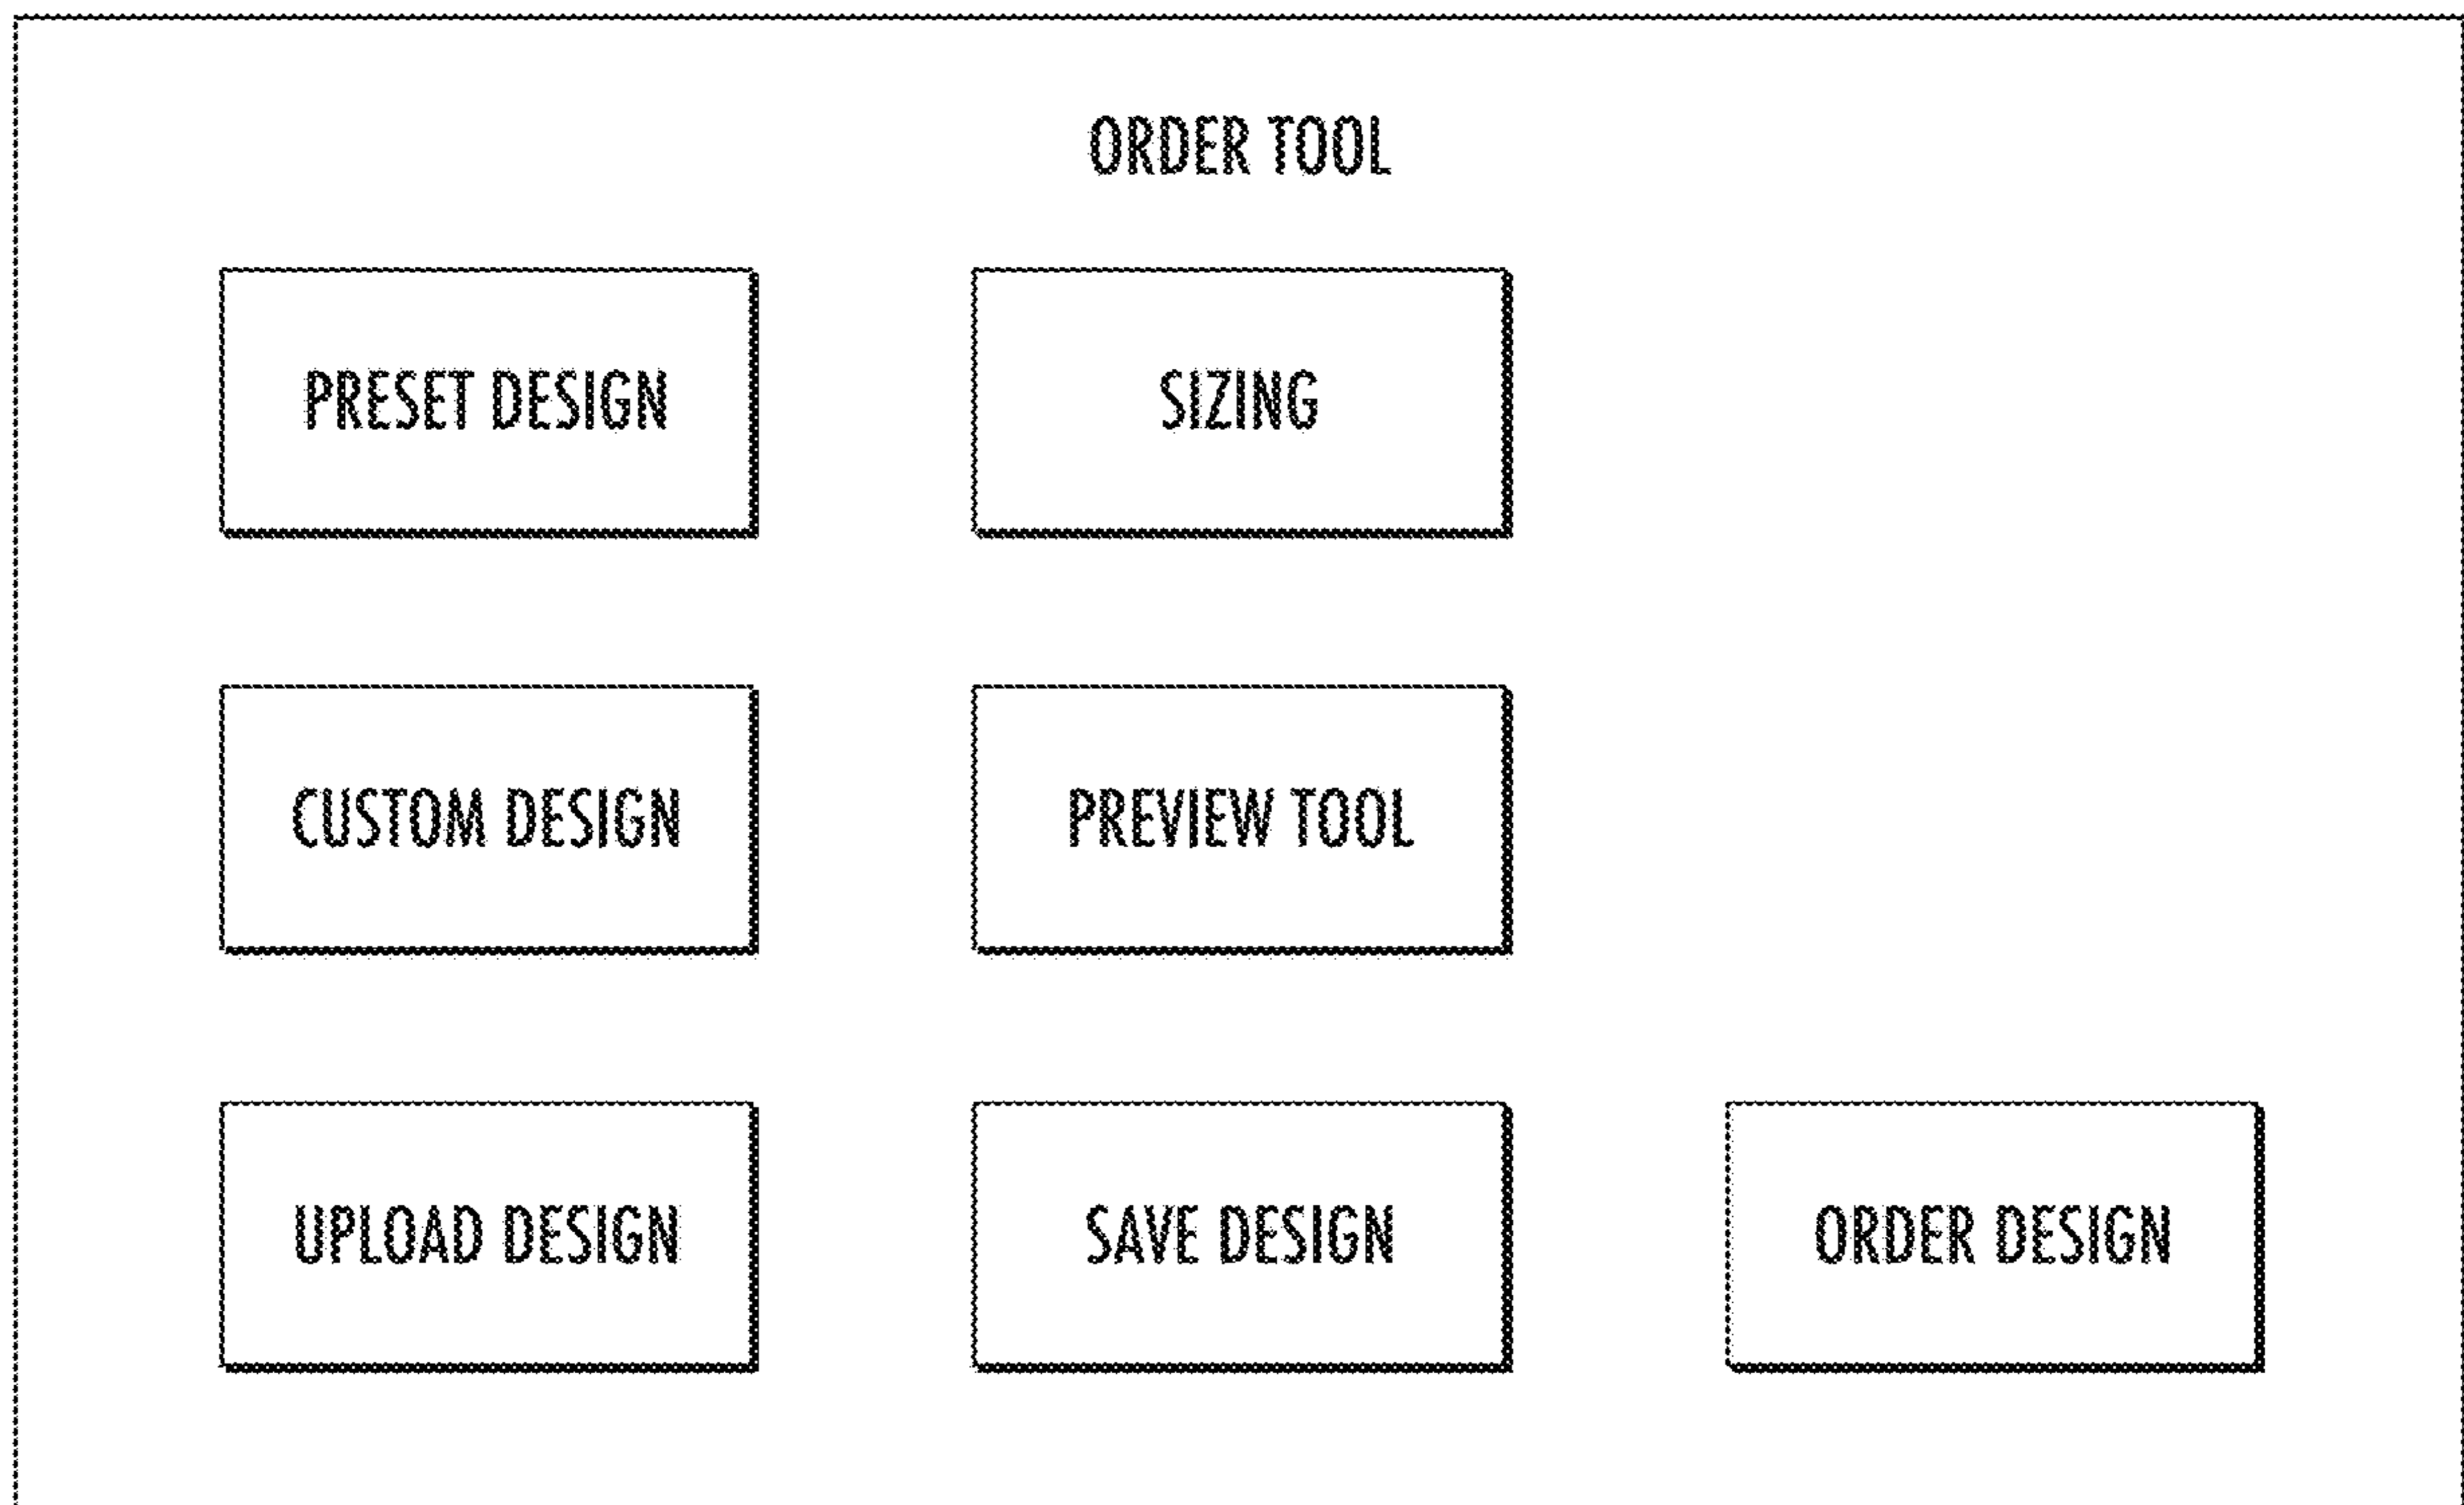 ORDER TOOL
PRESET DESIGN
SIZING
CUSTOM DESIGN
PREVIEW TOOL
UPLOAD DESIGN
SAVE DESIGN
ORDER DESIGN